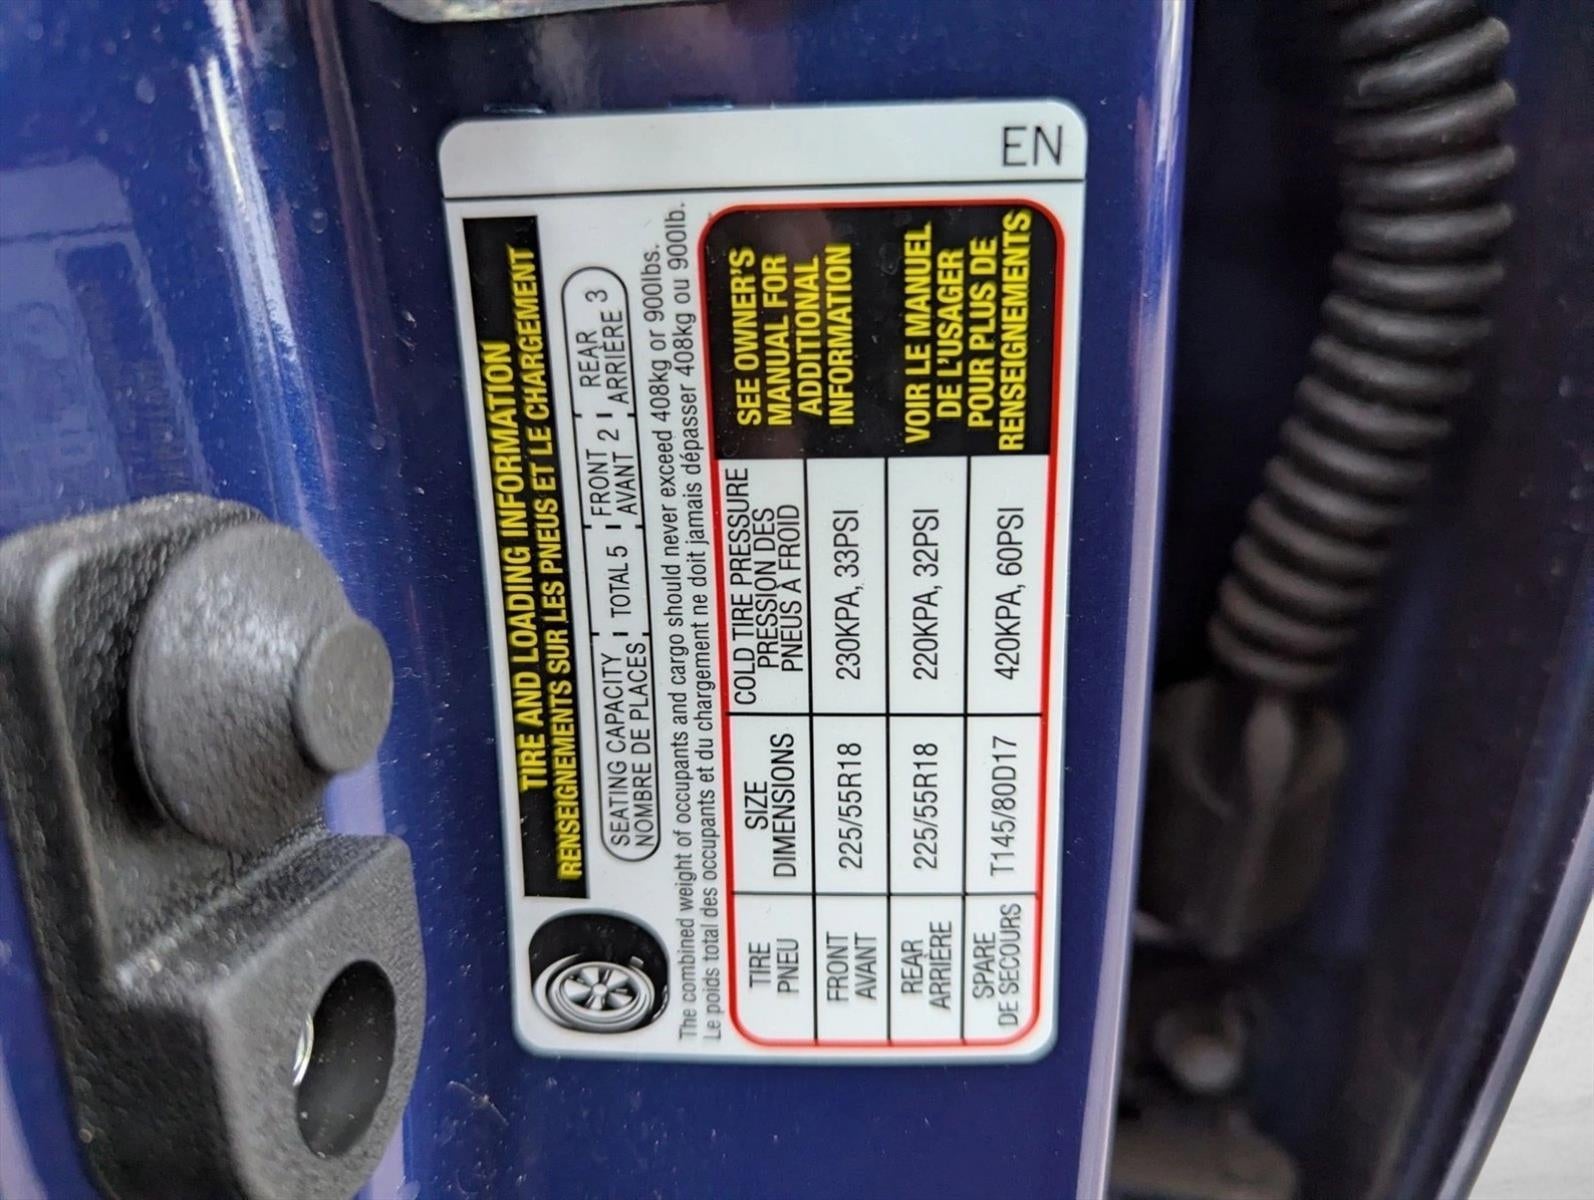 EN
TIRE AND LOADING INFORMATION
RENSEIGNEMENTS SUR LES PNEUS ET LE CHARGEMENT
SEATING CAPACITY TOTAL 5 FRONT 2 REAR 3
NOMBRE DE PLACES AVANT ARRIÈRE
The combined weight of occupants and cargo should never exceed 408kg or 900lbs.
Le poids total des occupants et du chargement ne doit jamais dépasser 408kg ou 900lb.
TIRE SIZE COLD TIRE PRESSURE
PNEU DIMENSIONS PRESSION DES
PNEUS À FROID
FRONT 225/55R18 230KPA, 33PSI
AVANT
REAR 225/55R18 220KPA, 32PSI
ARRIÈRE
SPARE T145/80D17 420KPA, 60PSI
DE SECOURS
SEE OWNER'S
MANUAL FOR
ADDITIONAL
INFORMATION
VOIR LE MANUEL
DE L'USAGER
POUR PLUS DE
RENSEIGNEMENTS